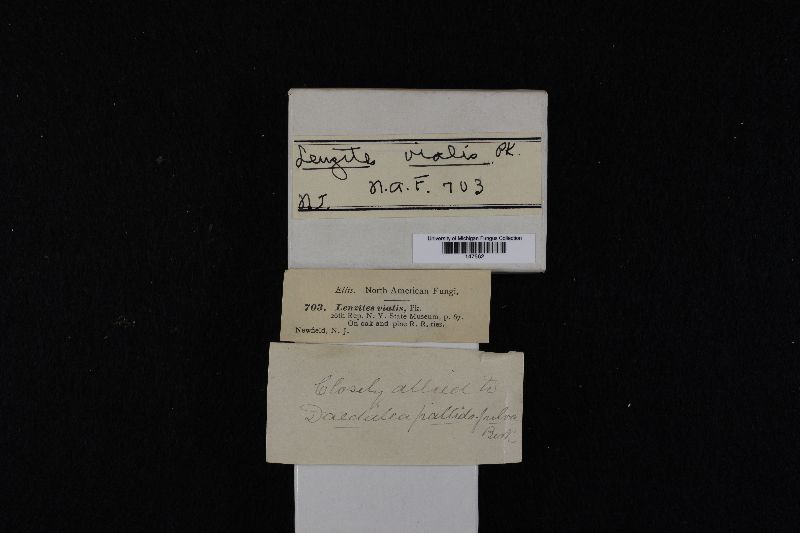 Lenzites vialis Pk.
N.A.F. 703
N.J.
University of Michigan Fungus Collection
Ellis. North American Fungi.
703. Lenzites vialis, Pk.
26th Rep. N. Y. State Museum, p. 67.
On oak and pine R. R. ties.
Newfield, N. J.
Closely allied to
Daedalea pallido-fulva
Berk